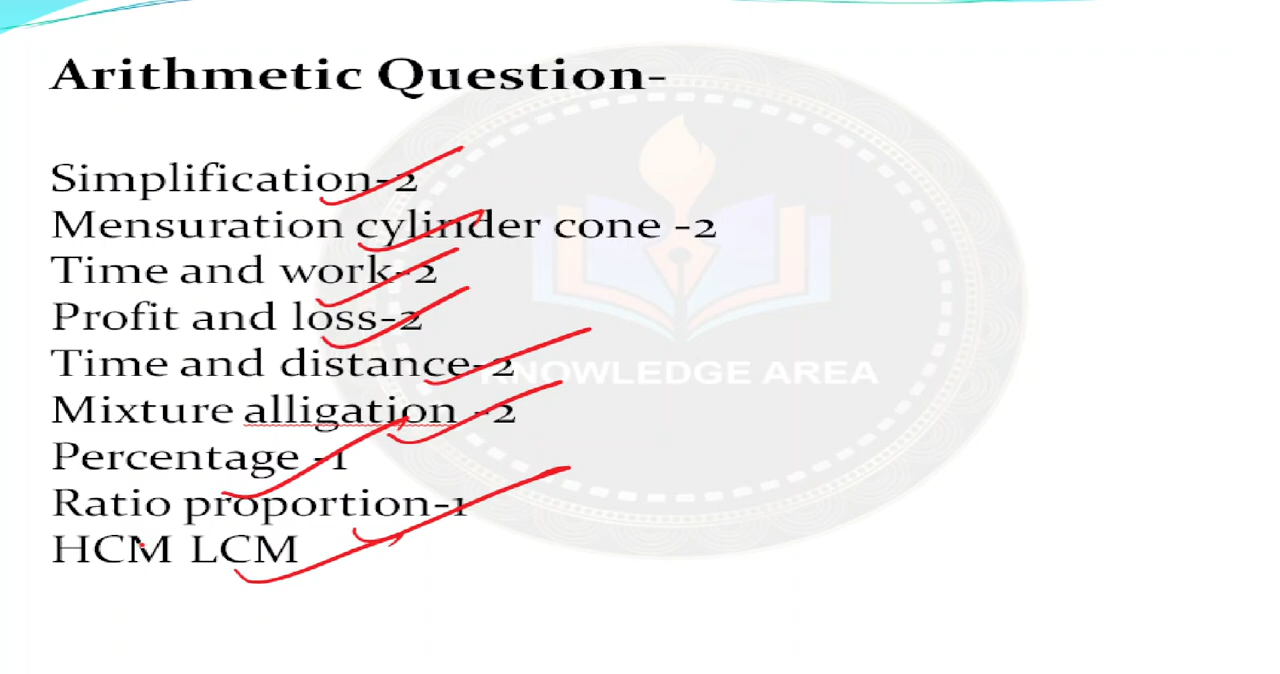 Arithmetic Question-
Simplification-2
Mensuration cylinder cone -2
Time and work-2
Profit and loss-2
Time and distance-2
Mixture alligation -2
Percentage -1
Ratio proportion-1
HCM LCM
KNOWLEDGE AREA